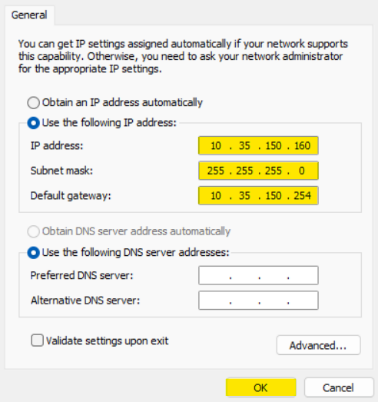 General
You can get IP settings assigned automatically if your network supports
this capability. Otherwise, you need to ask your network administrator
for the appropriate IP settings.
Obtain an IP address automatically
Use the following IP address:
IP address: 10 . 35 . 150 . 160
Subnet mask: 255 . 255 . 255 . 0
Default gateway: 10 . 35 . 150 . 254
Obtain DNS server address automatically
Use the following DNS server addresses:
Preferred DNS server: . . .
Alternative DNS server: . . .
Validate settings upon exit
Advanced...
OK Cancel